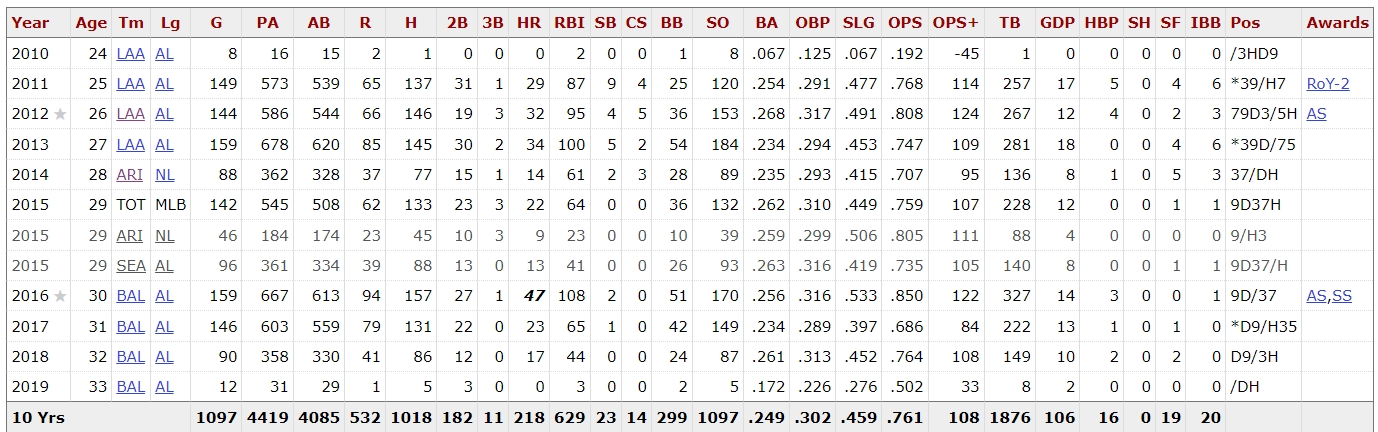 Year Age Tm Lg G PA AB R H 2B 3B HR RBI SB CS BB SO BA OBP SLG OPS OPS+ TB GDP HBP SH SF IBB Pos Awards
2010 24 LAA AL 8 16 15 2 1 0 0 0 2 0 0 1 8 .067 .125 .067 .192 -45 1 0 0 0 0 0 /3HD9
2011 25 LAA AL 149 573 539 65 137 31 1 29 87 9 4 25 120 .254 .291 .477 .768 114 257 17 5 0 4 6 *39/H7 RoY-2
2012 ★ 26 LAA AL 144 586 544 66 146 19 3 32 95 4 5 36 153 .268 .317 .491 .808 124 267 12 4 0 2 3 79D3/5H AS
2013 27 LAA AL 159 678 620 85 145 30 2 34 100 5 2 54 184 .234 .294 .453 .747 109 281 18 0 0 4 6 *39D/75
2014 28 ARI NL 88 362 328 37 77 15 1 14 61 2 3 28 89 .235 .293 .415 .707 95 136 8 1 0 5 3 37/DH
2015 29 TOT MLB 142 545 508 62 133 23 3 22 64 0 0 36 132 .262 .310 .449 .759 107 228 12 0 0 1 1 9D37H
2015 29 ARI NL 46 184 174 23 45 10 3 9 23 0 0 10 39 .259 .299 .506 .805 111 88 4 0 0 0 0 9/H3
2015 29 SEA AL 96 361 334 39 88 13 0 13 41 0 0 26 93 .263 .316 .419 .735 105 140 8 0 0 1 1 9D37/H
2016 ★ 30 BAL AL 159 667 613 94 157 27 1 47 108 2 0 51 170 .256 .316 .533 .850 122 327 14 3 0 0 1 9D/37 AS,SS
2017 31 BAL AL 146 603 559 79 131 22 0 23 65 1 0 42 149 .234 .289 .397 .686 84 222 13 1 0 1 0 *D9/H35
2018 32 BAL AL 90 358 330 41 86 12 0 17 44 0 0 24 87 .261 .313 .452 .764 108 149 10 2 0 2 0 D9/3H
2019 33 BAL AL 12 31 29 1 5 3 0 0 3 0 0 2 5 .172 .226 .276 .502 33 8 2 0 0 0 0 /DH
10 Yrs 1097 4419 4085 532 1018 182 11 218 629 23 14 299 1097 .249 .302 .459 .761 108 1876 106 16 0 19 20